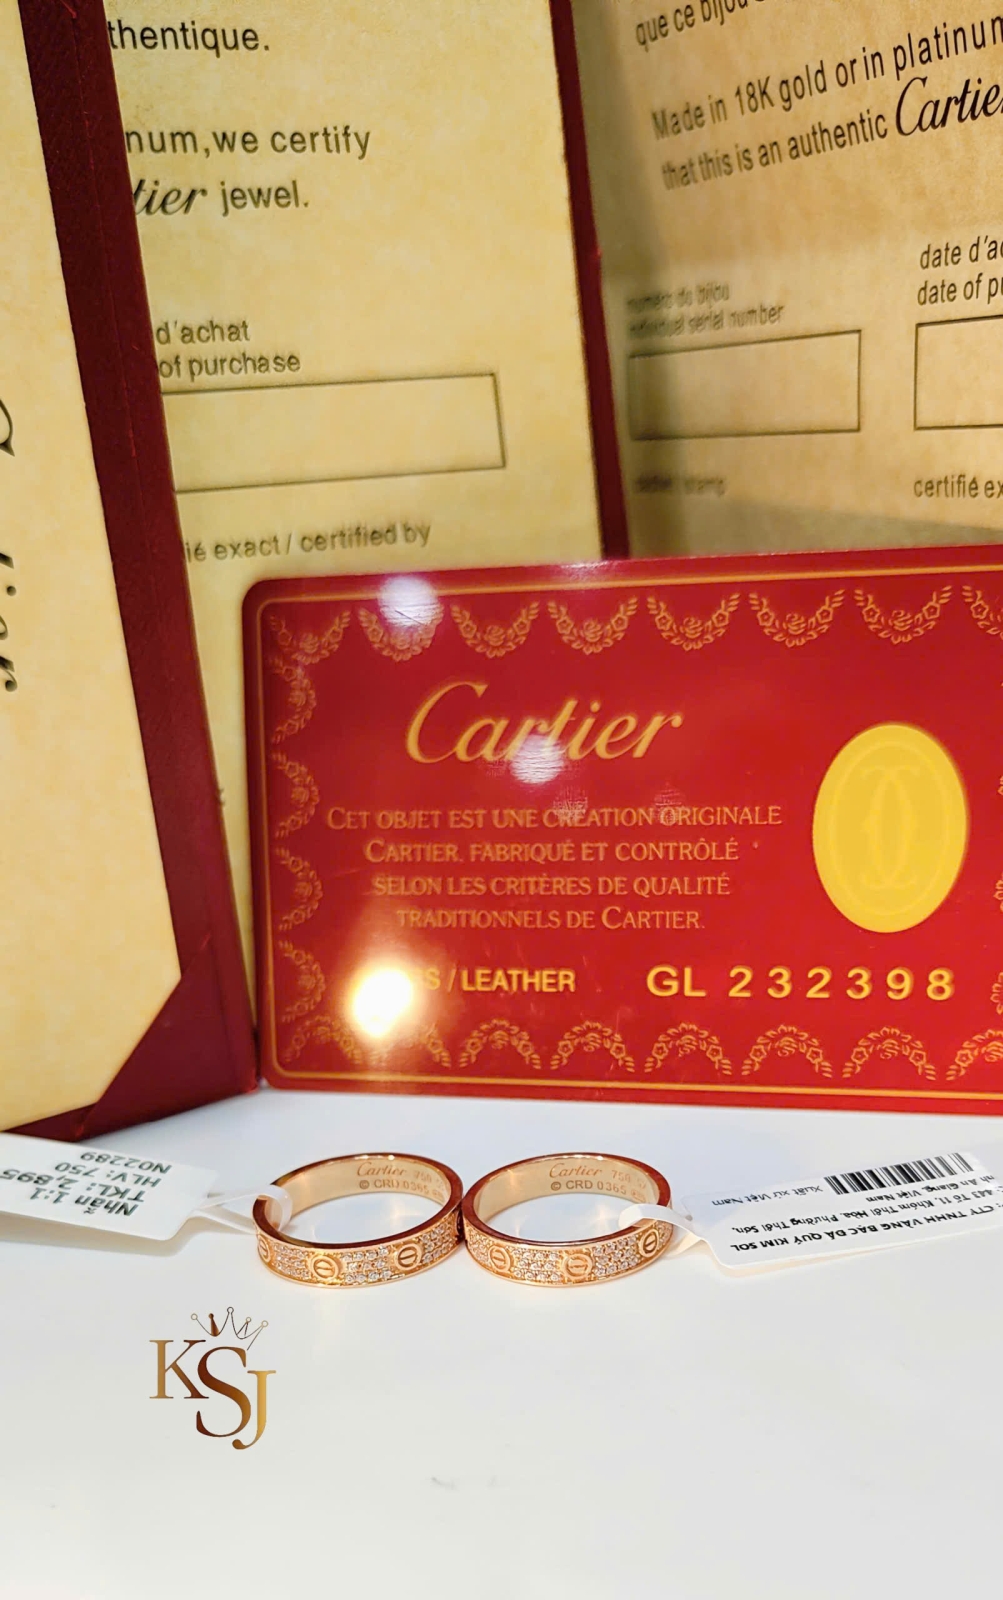 thentique.
num,we certify
tier jewel.
d'achat
of purchase
ié exact / certified by
que ce bijou
Made in 18K gold or in platinum
that this is an authentic Cartier
numéro du bijou
individual serial number
date d'ac
date of pu
certifié ex
Cartier
CET OBJET EST UNE CRÉATION ORIGINALE
CARTIER, FABRIQUÉ ET CONTRÔLÉ
SELON LES CRITÈRES DE QUALITÉ
TRADITIONNELS DE CARTIER.
S / LEATHER GL 232398
Cartier 750
© CRD 0365
Cartier 750
© CRD 0365
Nhẫn 1:1
TKL: 2,895
HLV: 750
N02289
CTY TNHH VÀNG BẠC ĐÁ QUÝ KIM SOL
443 Tổ 11, Khóm Thới Hòa, Phường Thới Sơn,
An Giang, Việt Nam
Xuất xứ Việt Nam
KSJ